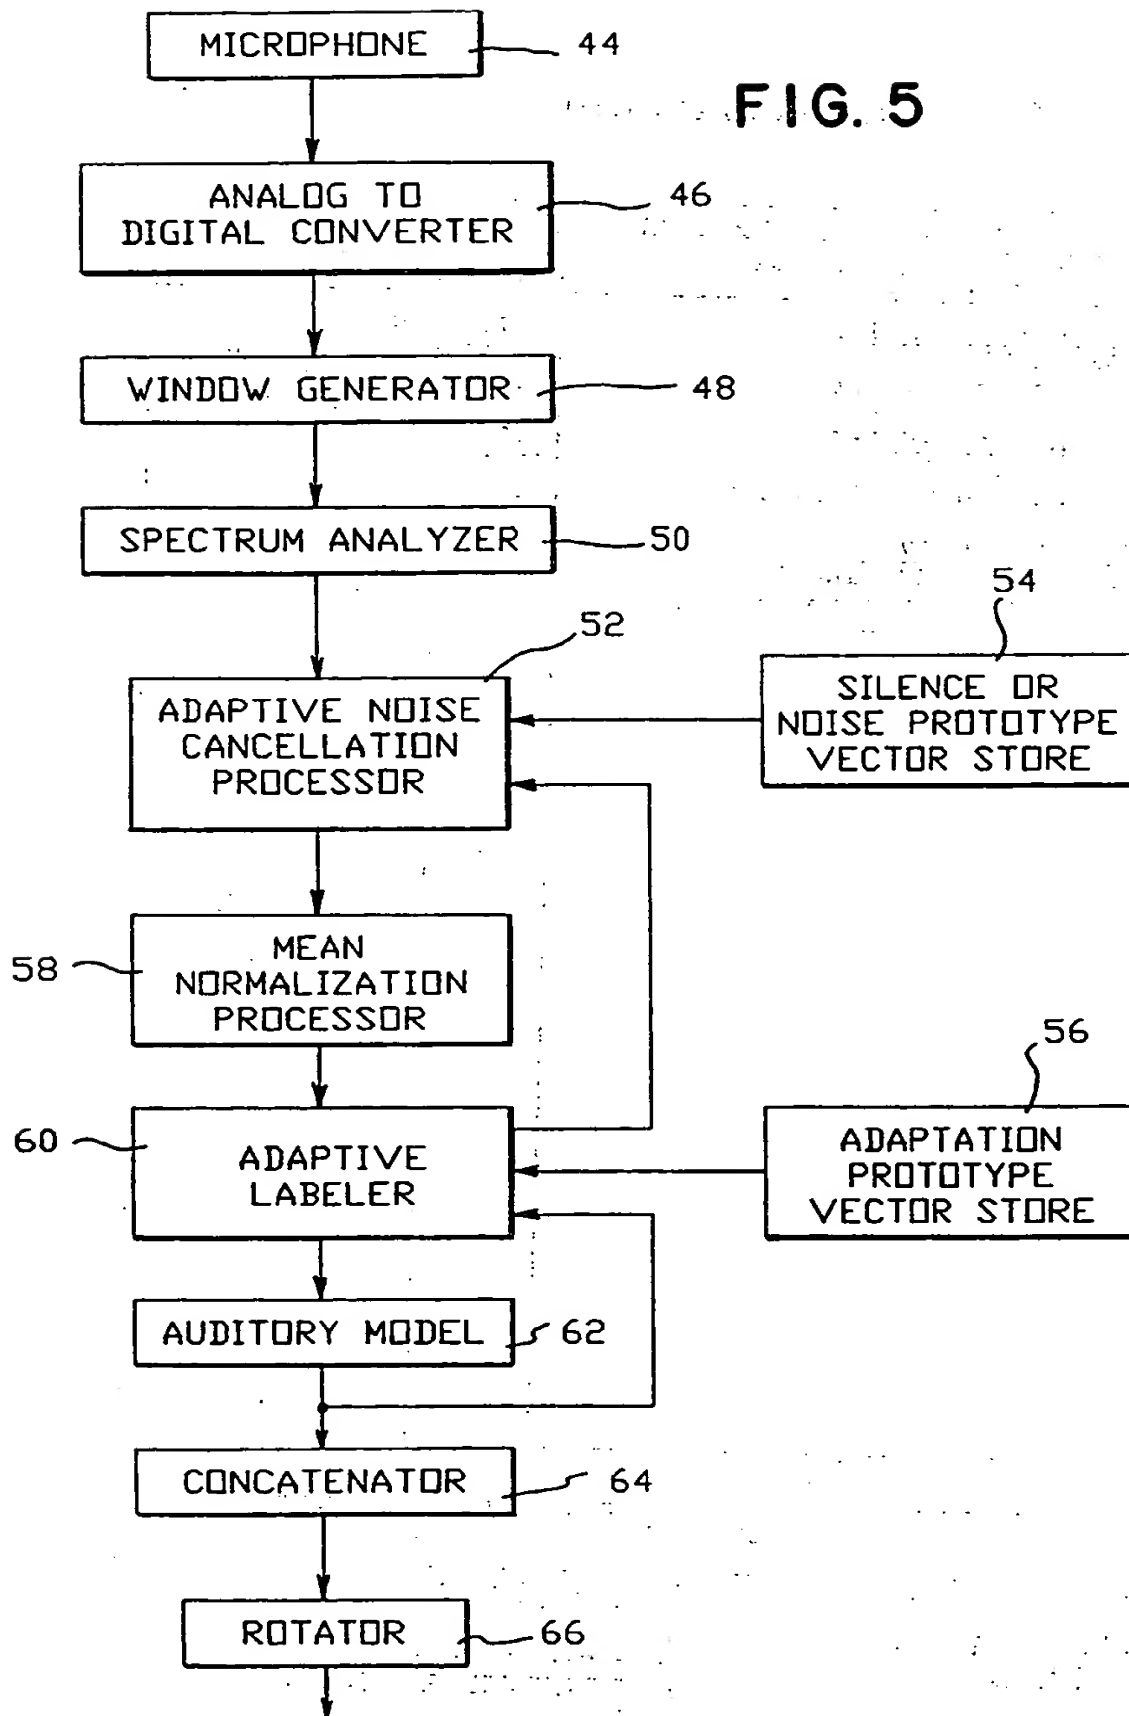 MICROPHONE
44
FIG. 5
ANALOG TO
DIGITAL CONVERTER
46
WINDOW GENERATOR
48
SPECTRUM ANALYZER
50
52
54
ADAPTIVE NOISE
CANCELLATION
PROCESSOR
SILENCE OR
NOISE PROTOTYPE
VECTOR STORE
58
MEAN
NORMALIZATION
PROCESSOR
56
60
ADAPTIVE
LABELER
ADAPTATION
PROTOTYPE
VECTOR STORE
AUDITORY MODEL
62
CONCATENATOR
64
ROTATOR
66